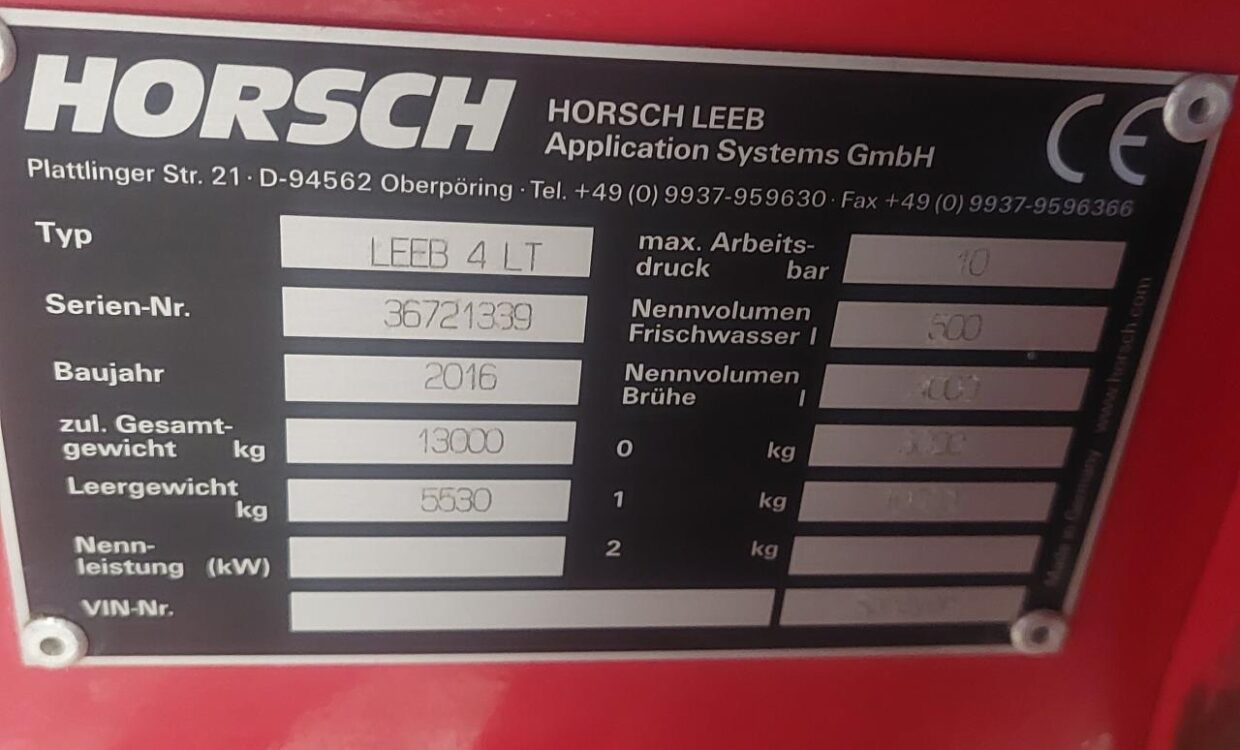 HORSCH
HORSCH LEEB
Application Systems GmbH
CE
Plattlinger Str. 21 · D-94562 Oberpöring · Tel. +49 (0) 9937-959630 · Fax +49 (0) 9937-9596366
Typ LEEB 4 LT
Serien-Nr. 36721339
Baujahr 2016
zul. Gesamt-
gewicht kg 13000
Leergewicht
kg 5530
Nenn-
leistung (kW)
VIN-Nr.
max. Arbeits-
druck bar 10
Nennvolumen
Frischwasser l 500
Nennvolumen
Brühe l
0 kg
1 kg
2 kg
Made in Germany www.horsch.com